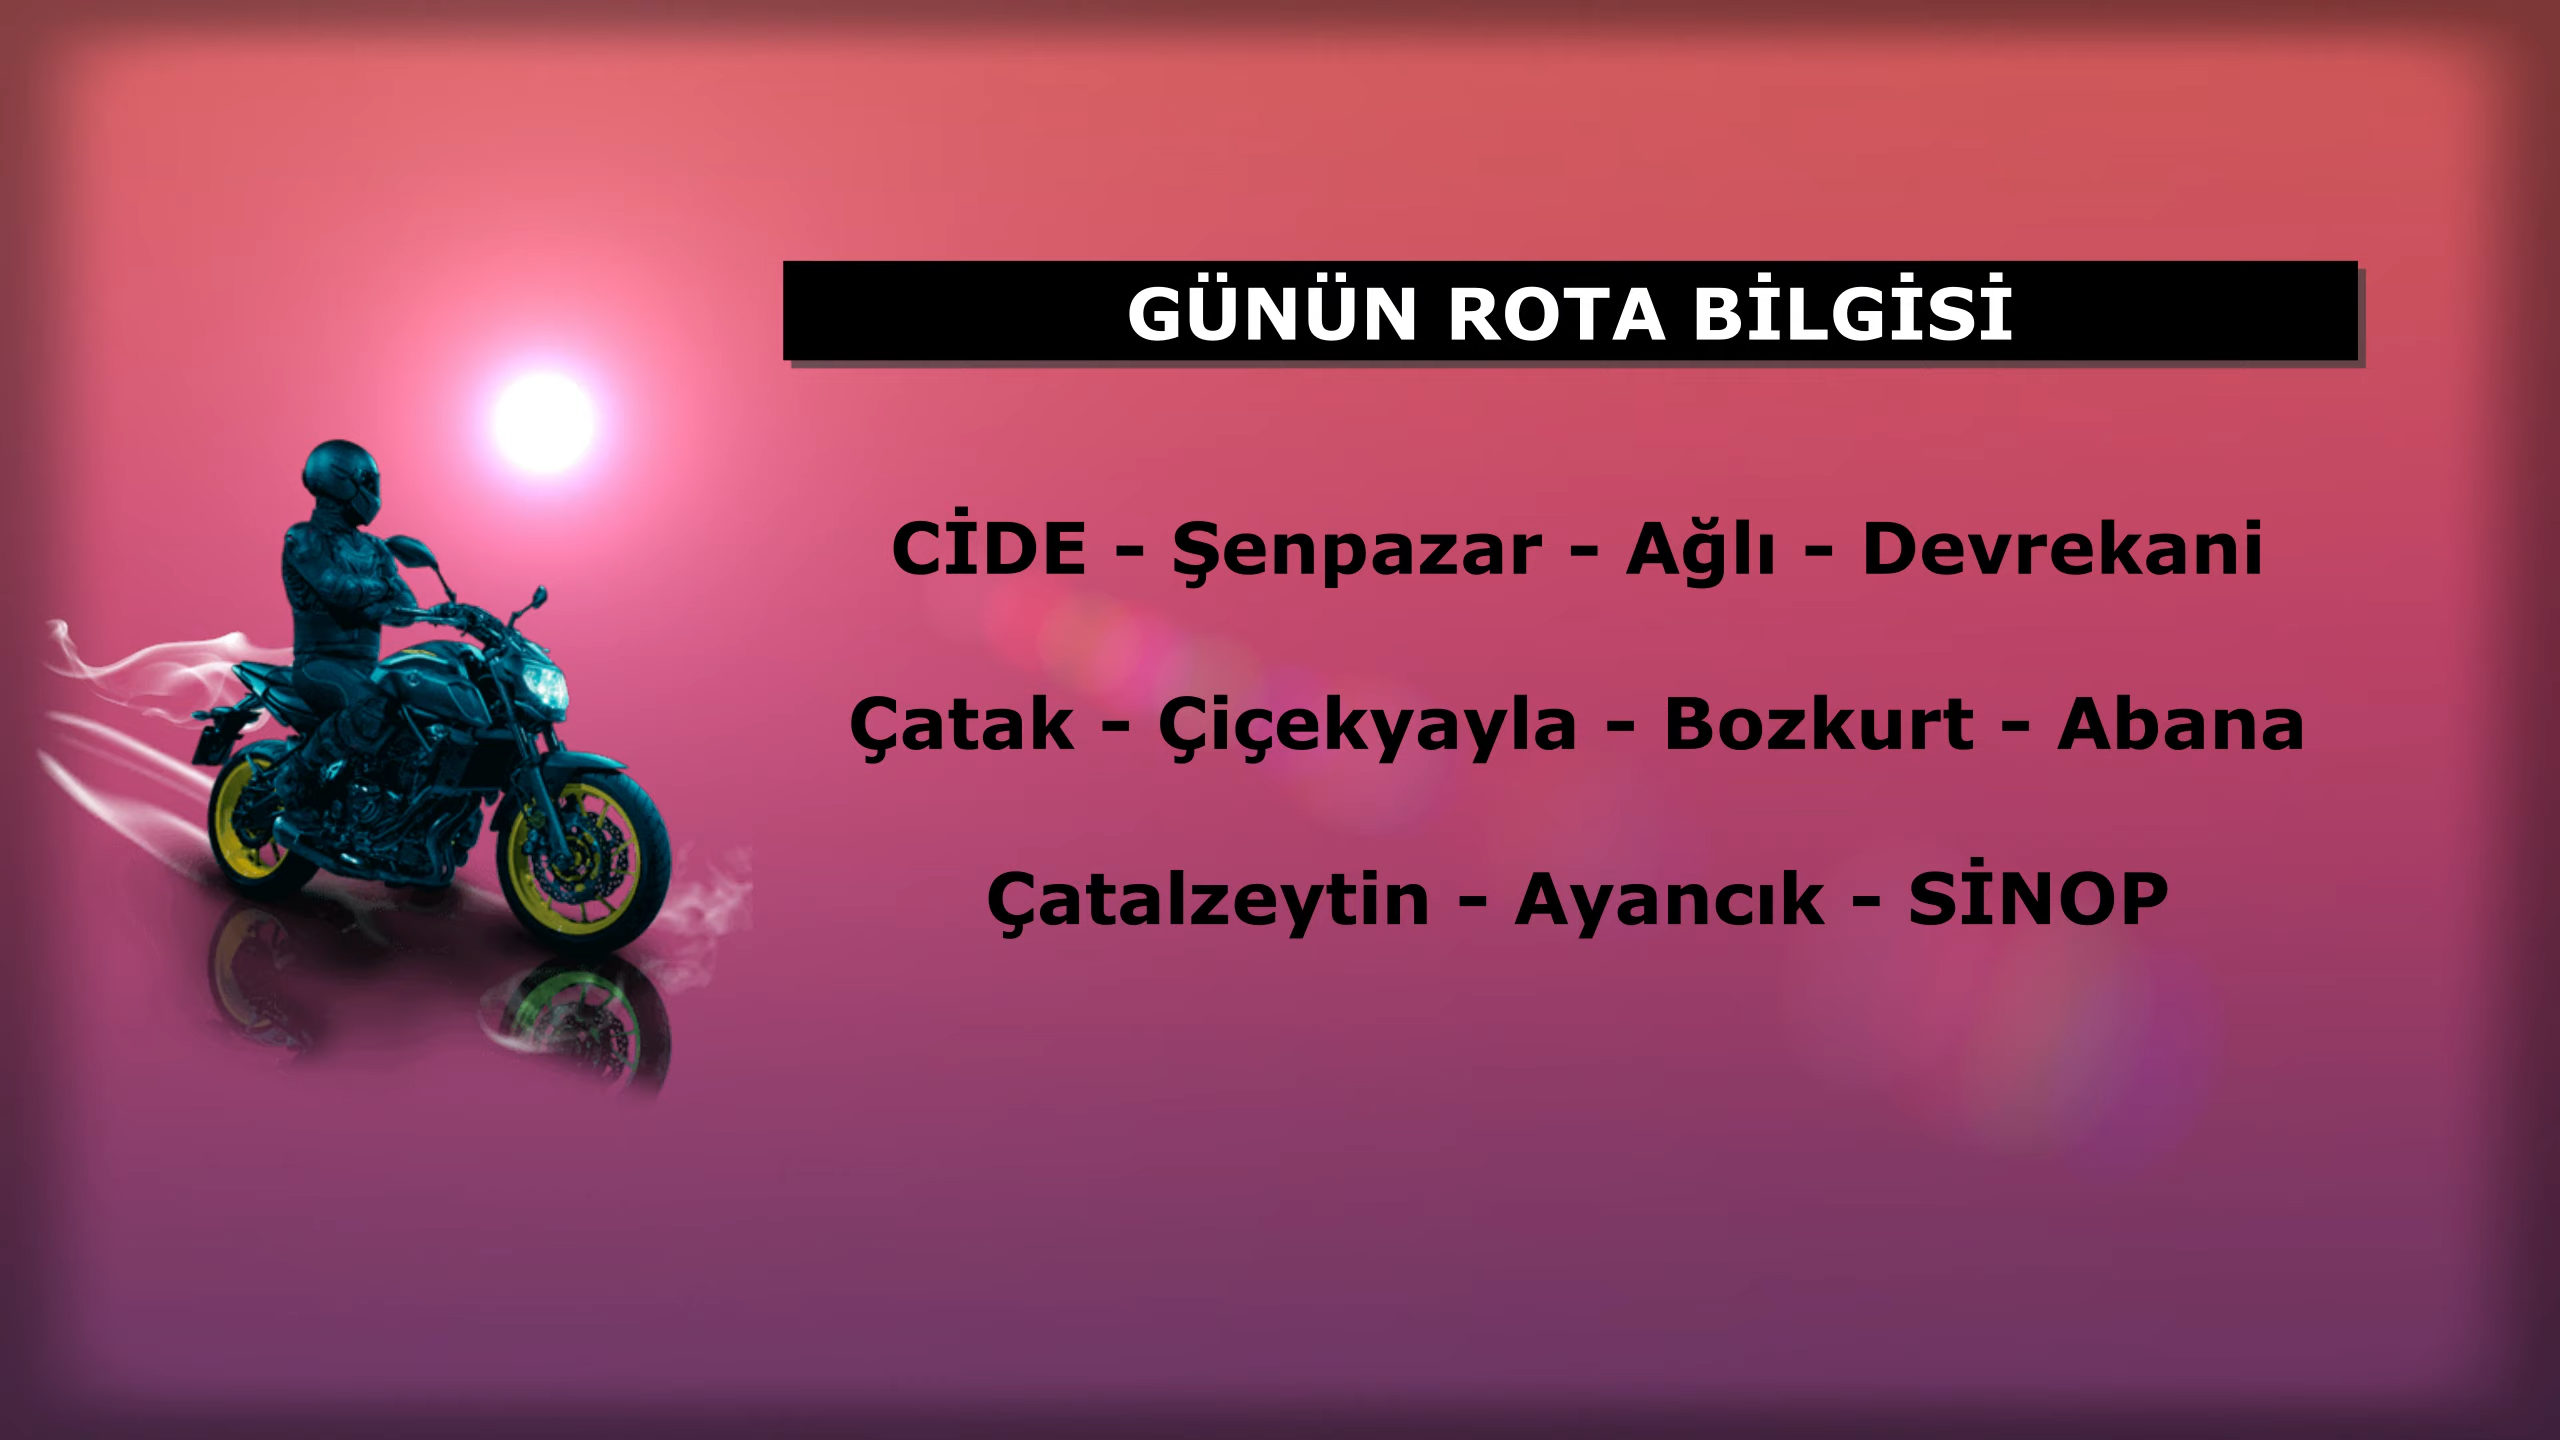 GÜNÜN ROTA BİLGİSİ
CİDE - Şenpazar - Ağlı - Devrekani
Çatak - Çiçekyayla - Bozkurt - Abana
Çatalzeytin - Ayancık - SİNOP